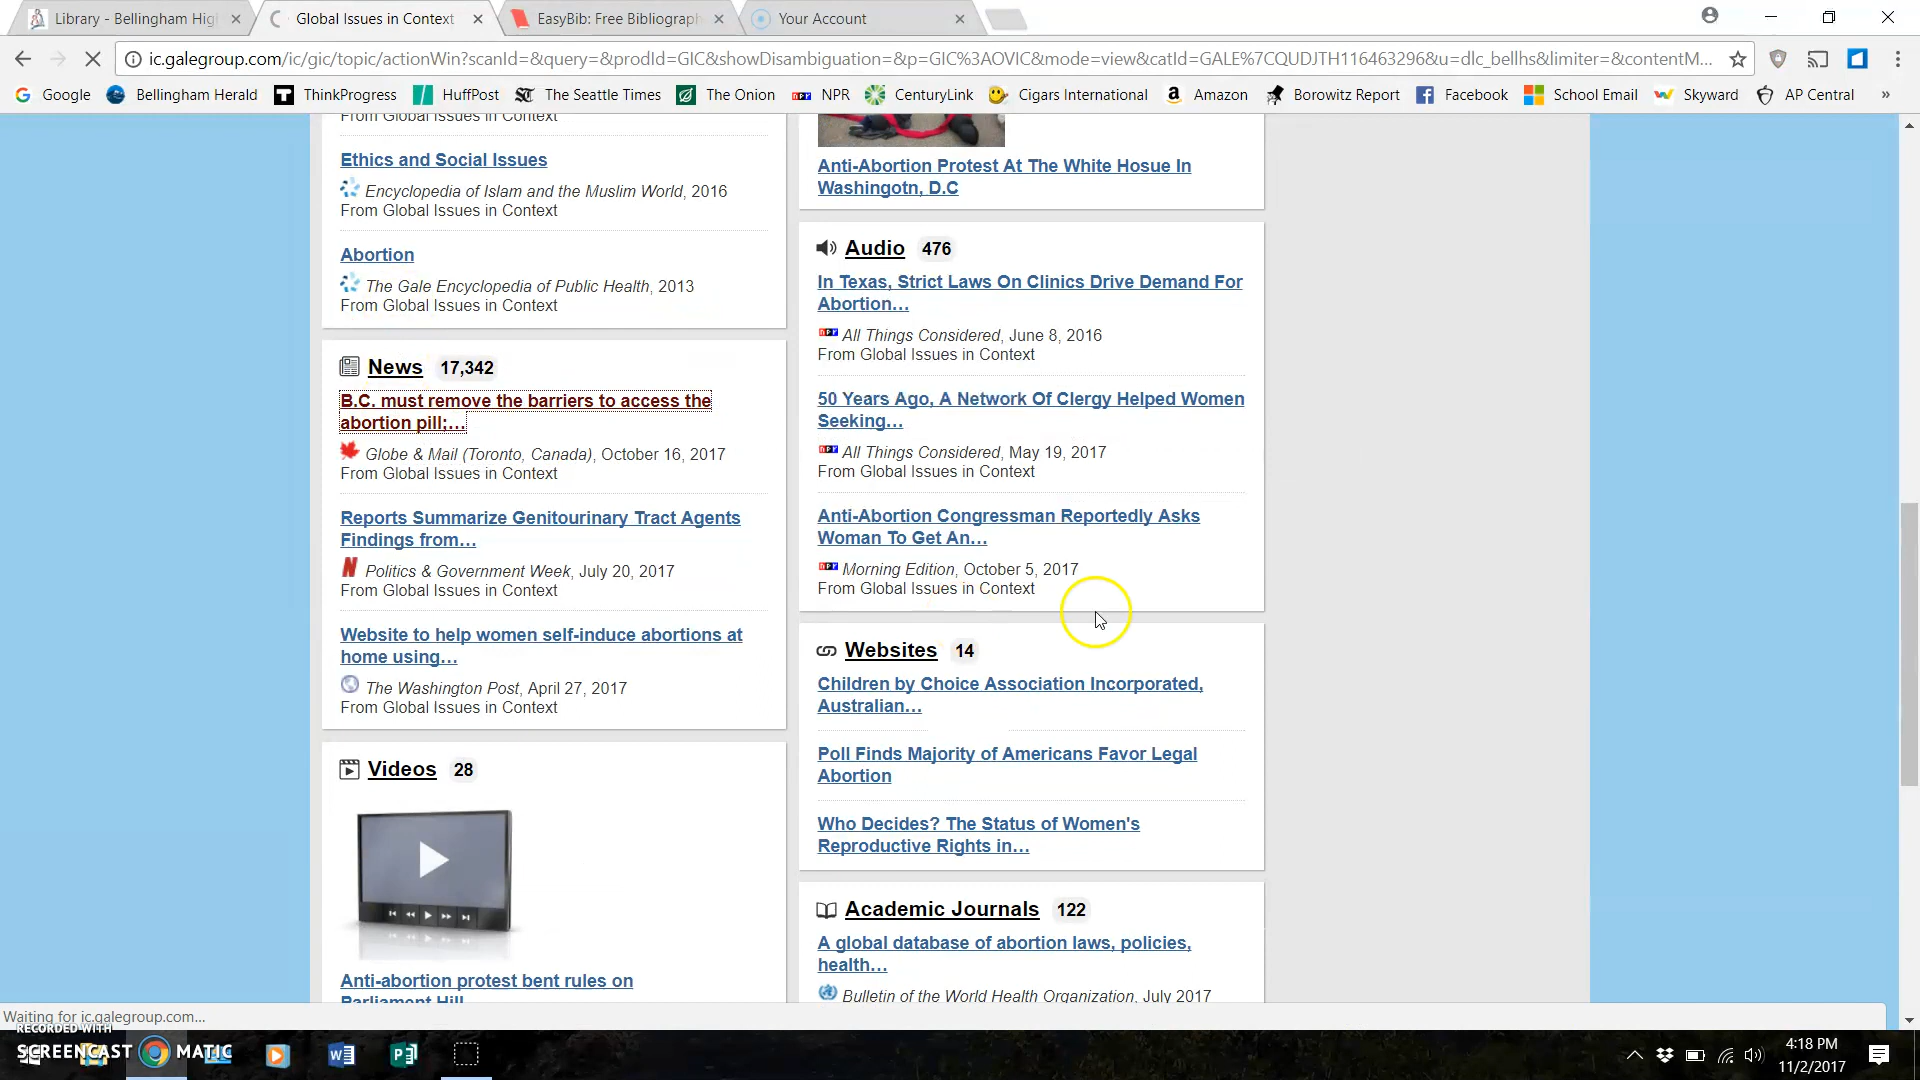 Library - Bellingham Hig
Global Issues in Context
EasyBib: Free Bibliograph
Your Account
ic.galegroup.com/ic/gic/topic/actionWin?scanId=&query=&prodId=GIC&showDisambiguation=&p=GIC%3AOVIC&mode=view&catId=GALE%7CQUDJTH116463296&u=dlc_bellhs&limiter=&contentM...
Google Bellingham Herald ThinkProgress HuffPost The Seattle Times The Onion NPR CenturyLink Cigars International Amazon Borowitz Report Facebook School Email Skyward AP Central »
From Global Issues in Context
Ethics and Social Issues
Encyclopedia of Islam and the Muslim World, 2016
From Global Issues in Context
Abortion
The Gale Encyclopedia of Public Health, 2013
From Global Issues in Context
News 17,342
B.C. must remove the barriers to access the
abortion pill;...
Globe & Mail (Toronto, Canada), October 16, 2017
From Global Issues in Context
Reports Summarize Genitourinary Tract Agents
Findings from...
Politics & Government Week, July 20, 2017
From Global Issues in Context
Website to help women self-induce abortions at
home using...
The Washington Post, April 27, 2017
From Global Issues in Context
Videos 28
Anti-abortion protest bent rules on
Parliament Hill
Anti-Abortion Protest At The White Hosue In
Washingotn, D.C
Audio 476
In Texas, Strict Laws On Clinics Drive Demand For
Abortion...
npr All Things Considered, June 8, 2016
From Global Issues in Context
50 Years Ago, A Network Of Clergy Helped Women
Seeking...
npr All Things Considered, May 19, 2017
From Global Issues in Context
Anti-Abortion Congressman Reportedly Asks
Woman To Get An...
npr Morning Edition, October 5, 2017
From Global Issues in Context
Websites 14
Children by Choice Association Incorporated,
Australian...
Poll Finds Majority of Americans Favor Legal
Abortion
Who Decides? The Status of Women's
Reproductive Rights in...
Academic Journals 122
A global database of abortion laws, policies,
health...
Bulletin of the World Health Organization, July 2017
Waiting for ic.galegroup.com...
RECORDED WITH
SCREENCAST MATIC
4:18 PM
11/2/2017